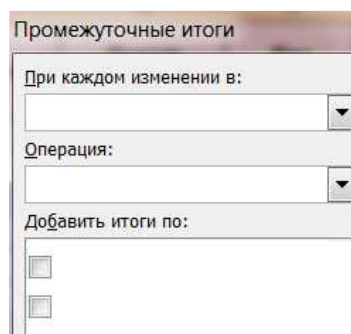 Промежуточные итоги
При каждом изменении в:
Операция:
Добавить итоги по: